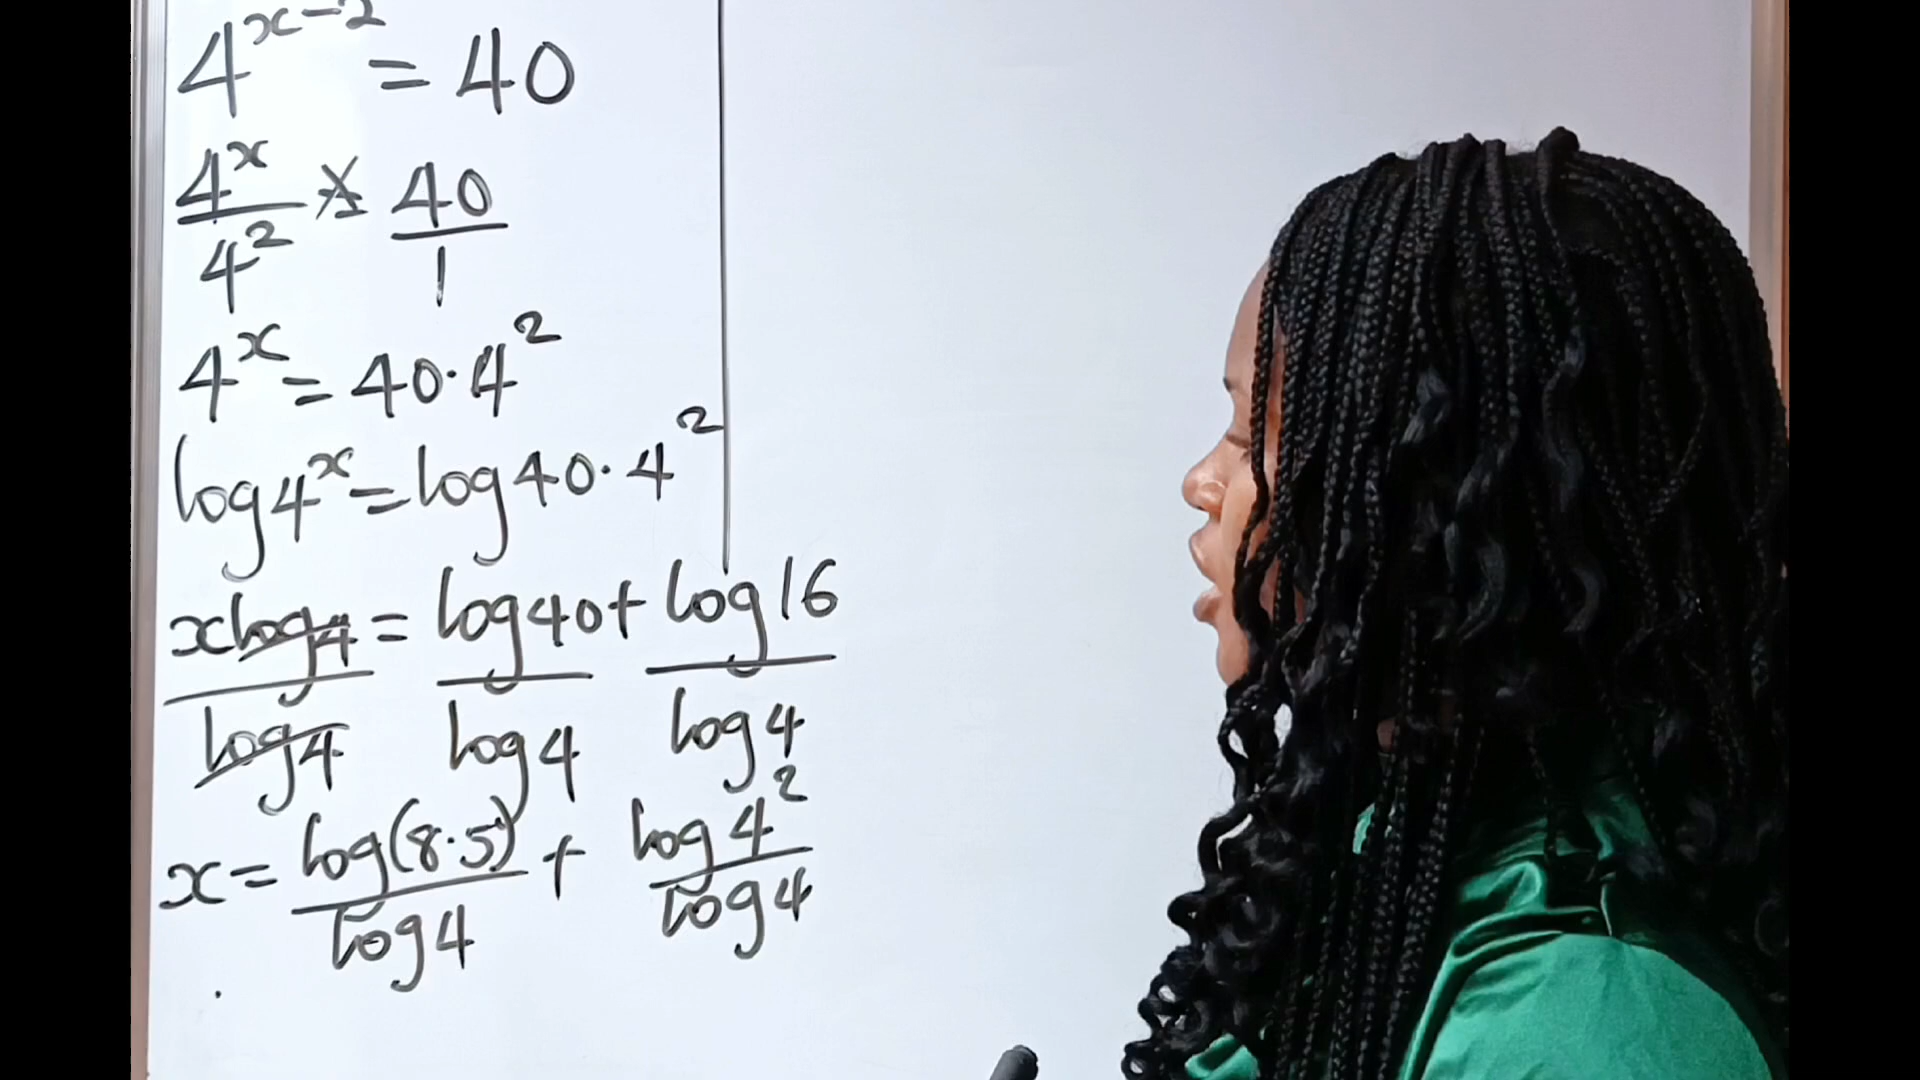 4^(x-2) = 40
4^x/4^2 = 40/1
4^x = 40·4^2
log4^x = log40·4^2
xlog4/log4 = log40/log4 + log16/log4
x = log(8·5)/log4 + log4^2/log4